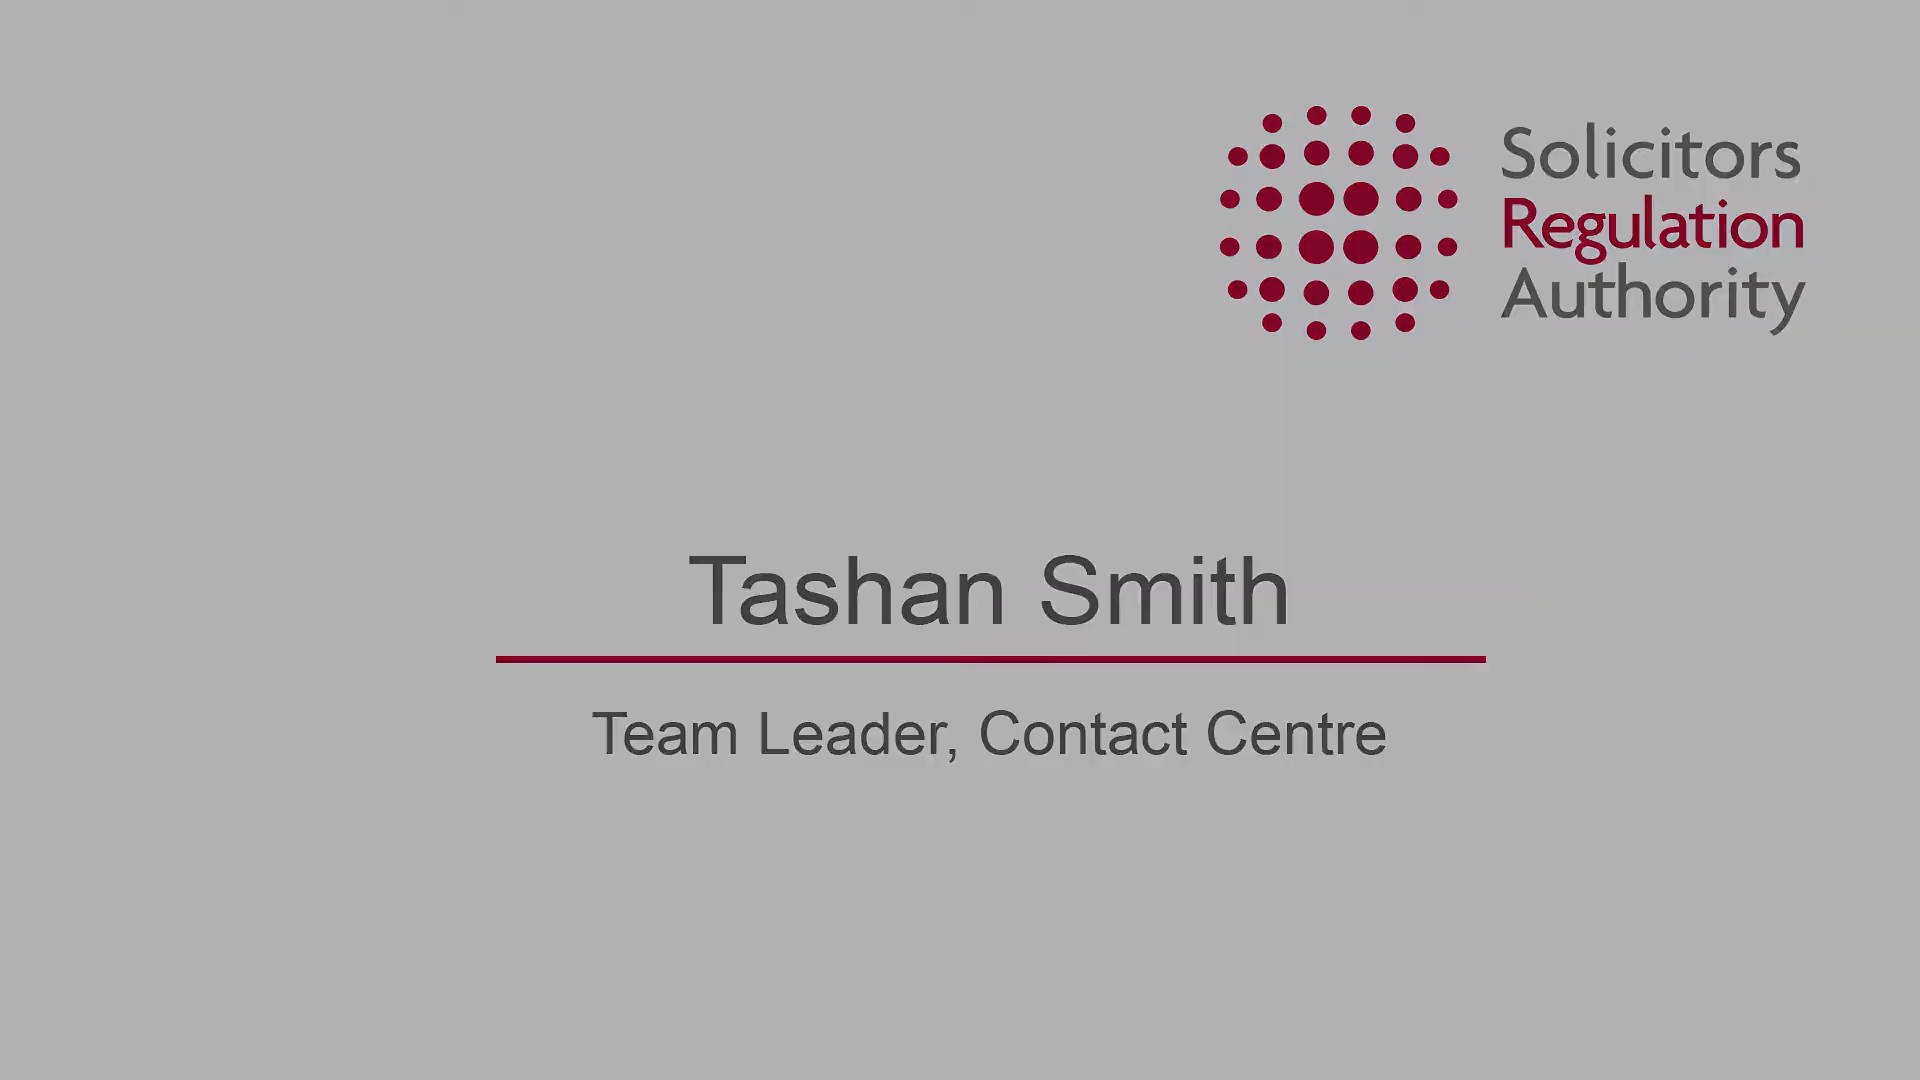 Solicitors
Regulation
Authority
Tashan Smith
Team Leader, Contact Centre